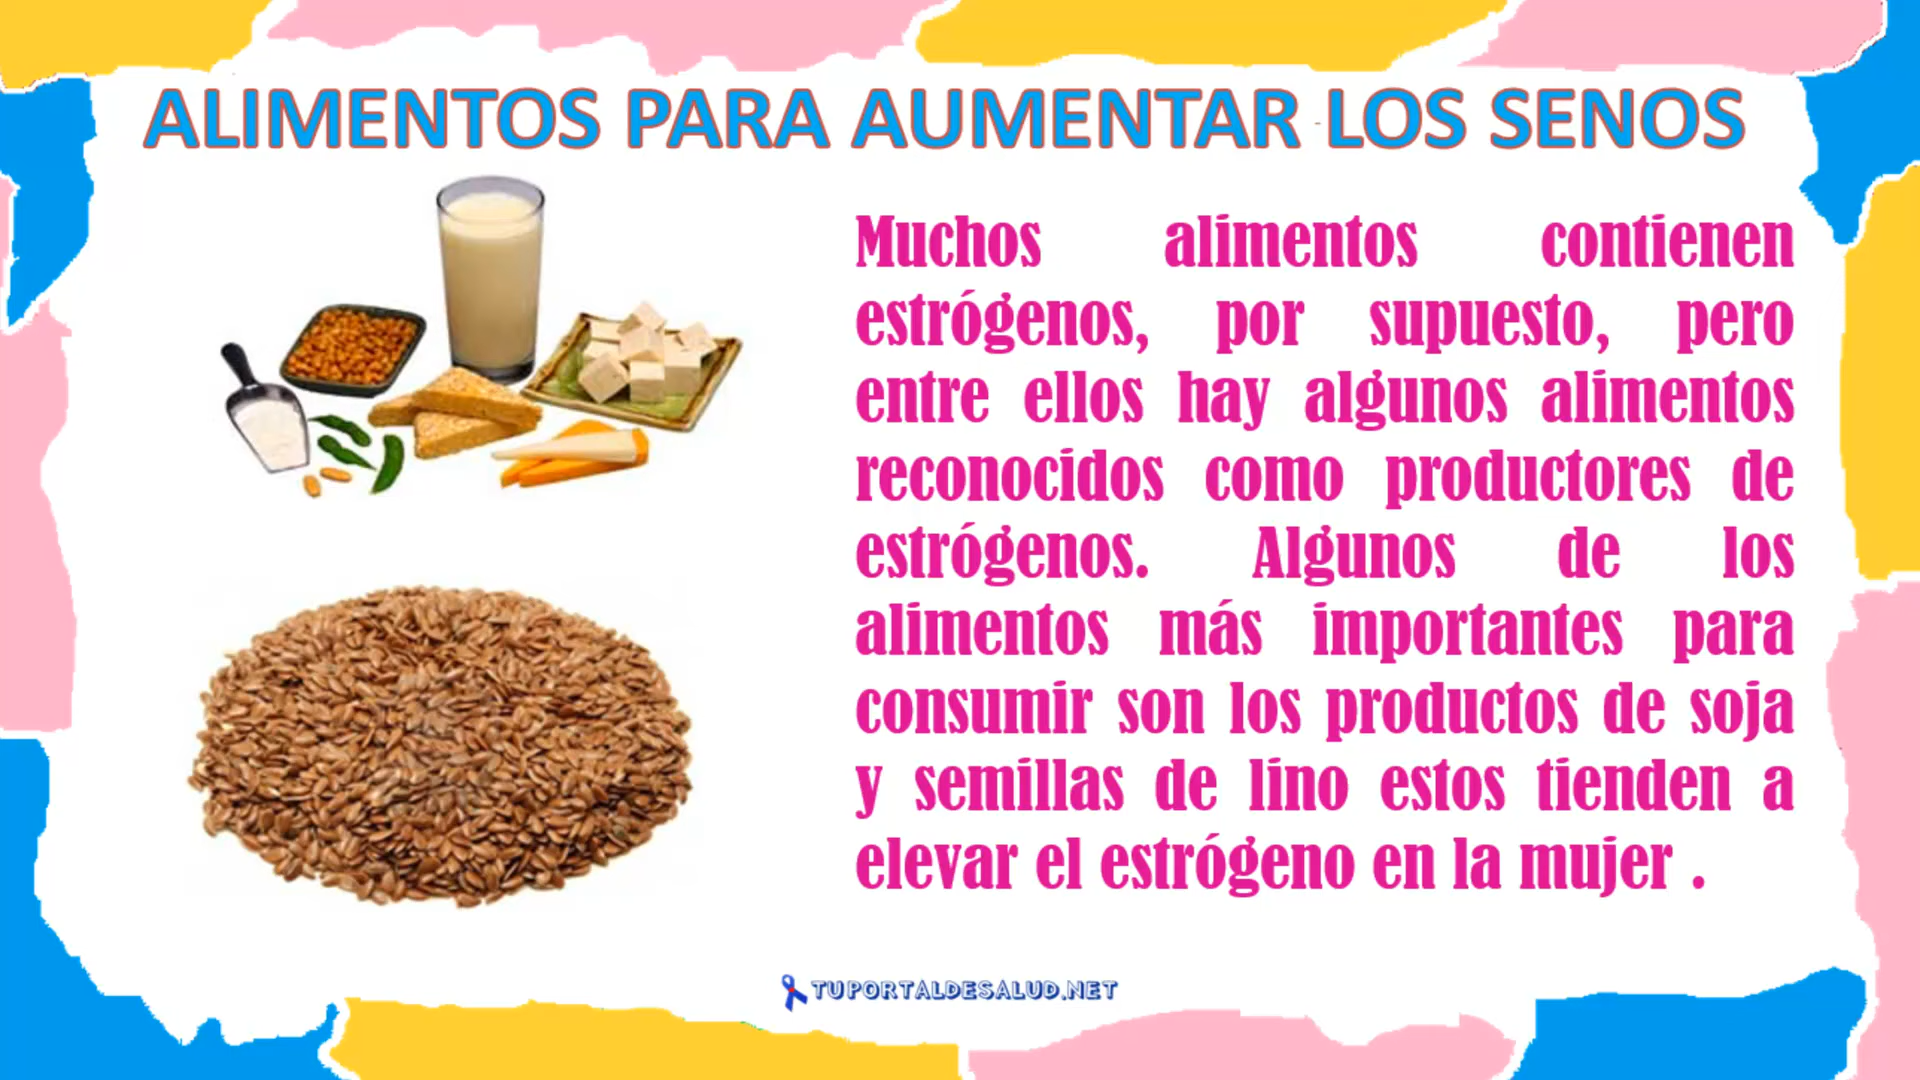 ALIMENTOS PARA AUMENTAR LOS SENOS
Muchos alimentos contienen
estrógenos, por supuesto, pero
entre ellos hay algunos alimentos
reconocidos como productores de
estrógenos. Algunos de los
alimentos más importantes para
consumir son los productos de soja
y semillas de lino estos tienden a
elevar el estrógeno en la mujer .
TUPORTALDESALUD.NET